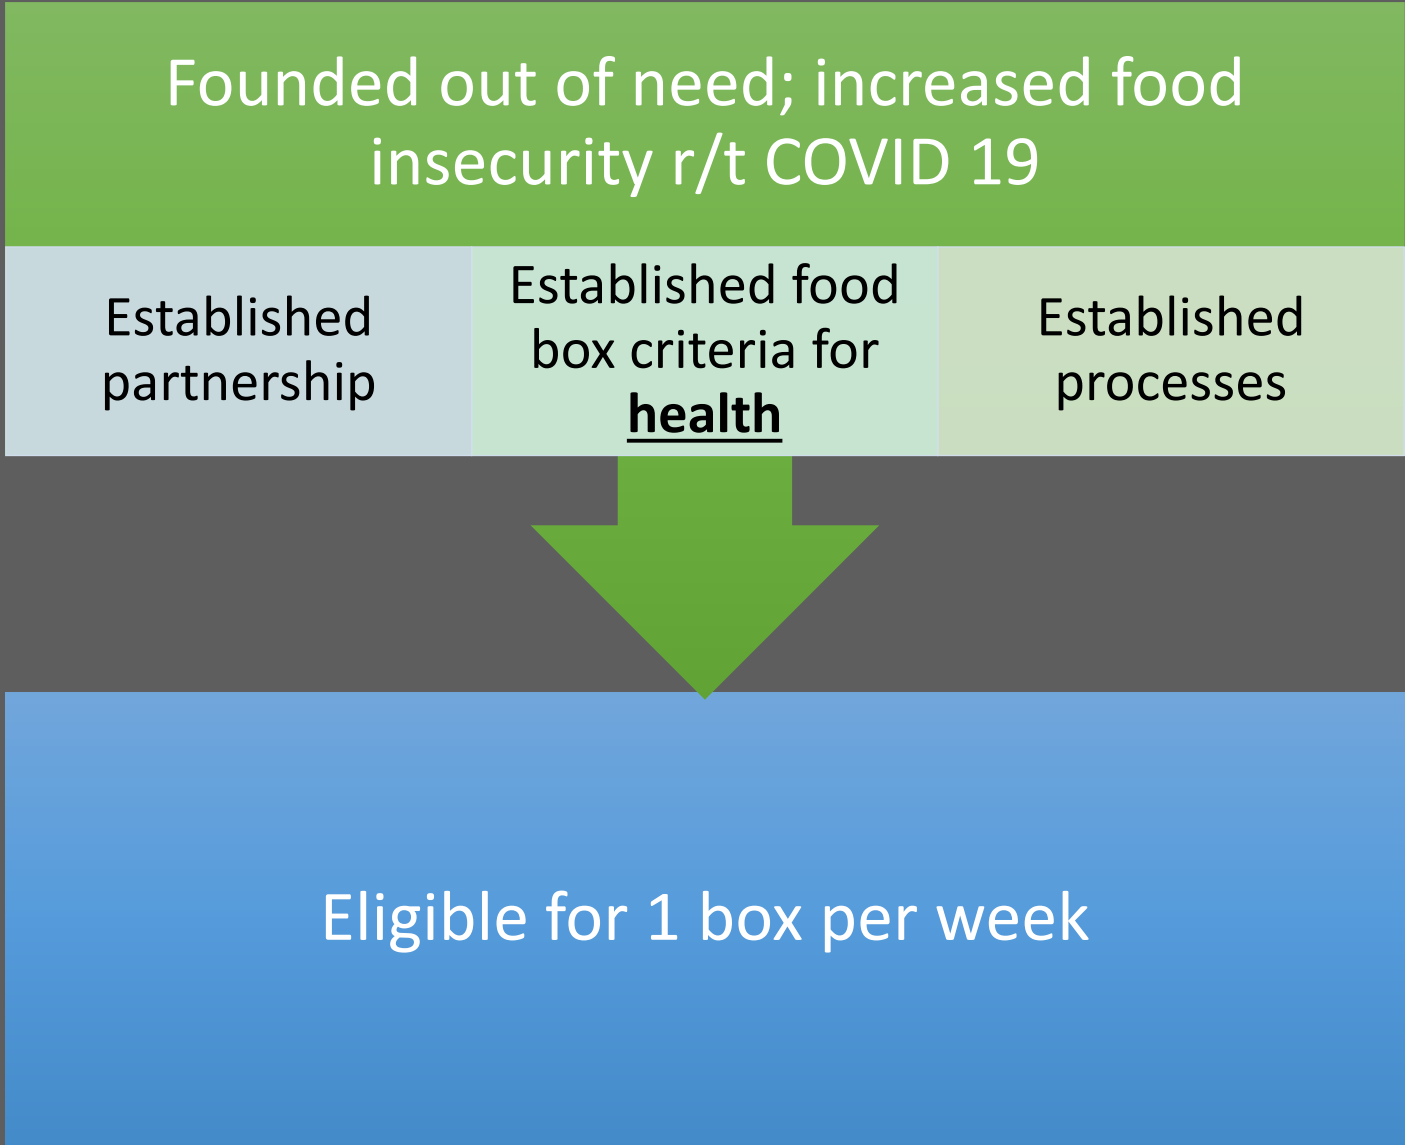 Founded out of need; increased food
insecurity r/t COVID 19
Established
partnership
Established food
box criteria for
health
Established
processes
Eligible for 1 box per week